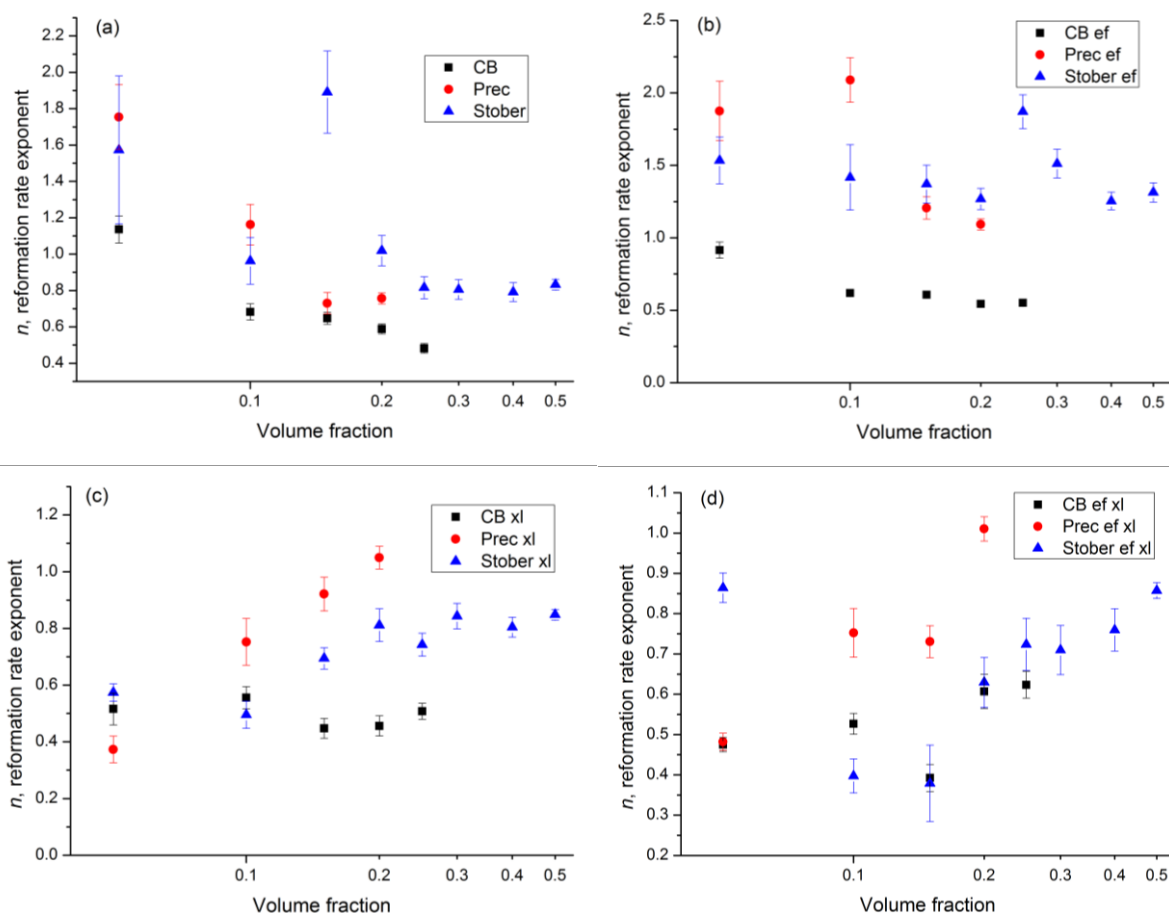 (a)
CB
Prec
Stober
2.2
2.0
1.8
1.6
1.4
1.2
1.0
0.8
0.6
0.4
n, reformation rate exponent
0.1 0.2 0.3 0.4 0.5
Volume fraction
(b)
CB ef
Prec ef
Stober ef
2.5
2.0
1.5
1.0
0.5
0.0
n, reformation rate exponent
0.1 0.2 0.3 0.4 0.5
Volume fraction
(c)
CB xl
Prec xl
Stober xl
1.2
1.0
0.8
0.6
0.4
0.2
0.0
n, reformation rate exponent
0.1 0.2 0.3 0.4 0.5
Volume fraction
(d)
CB ef xl
Prec ef xl
Stober ef xl
1.1
1.0
0.9
0.8
0.7
0.6
0.5
0.4
0.3
0.2
n, reformation rate exponent
0.1 0.2 0.3 0.4 0.5
Volume fraction